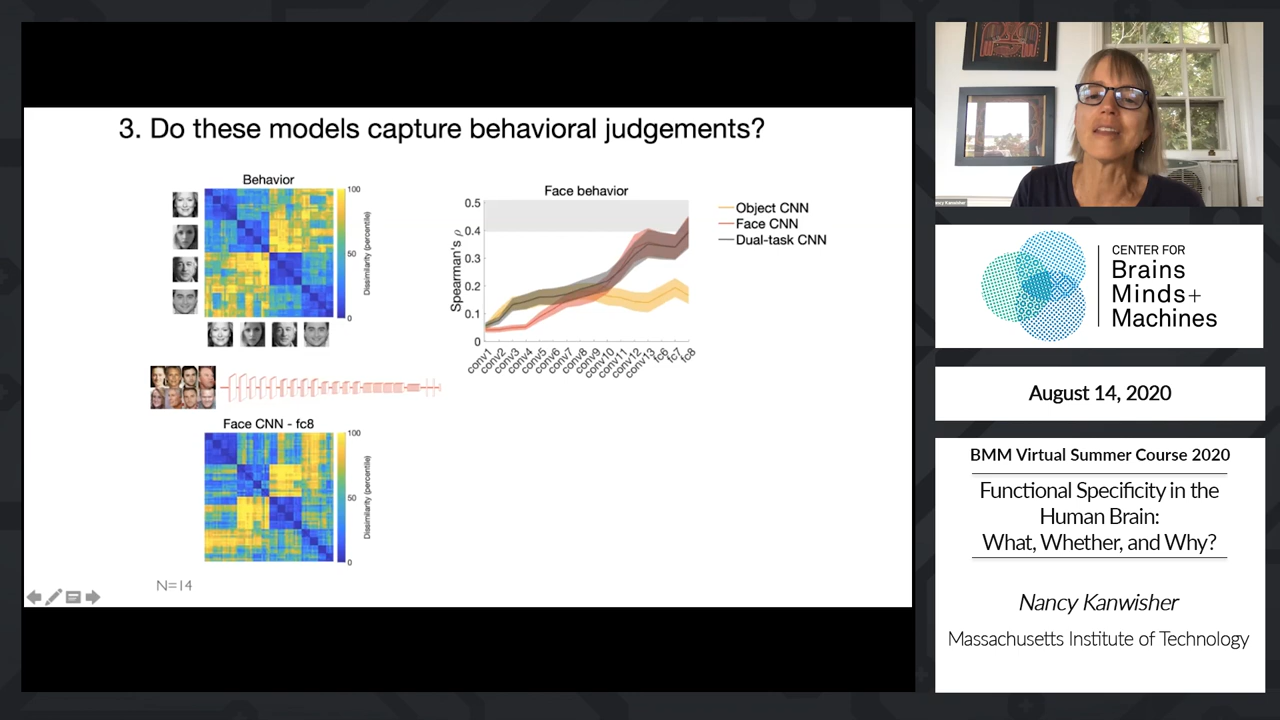 3. Do these models capture behavioral judgements?
Behavior
100
50
0
Dissimilarity (percentile)
Face behavior
0.5
0.4
0.3
0.2
0.1
0
Spearman's ρ
conv1
conv2
conv3
conv4
conv5
conv6
conv7
conv8
conv9
conv10
conv11
conv12
conv13
fc6
fc7
fc8
Object CNN
Face CNN
Dual-task CNN
Face CNN - fc8
100
50
0
Dissimilarity (percentile)
N=14
Kanwisher
CENTER FOR
Brains
Minds+
Machines
August 14, 2020
BMM Virtual Summer Course 2020
Functional Specificity in the
Human Brain:
What, Whether, and Why?
Nancy Kanwisher
Massachusetts Institute of Technology